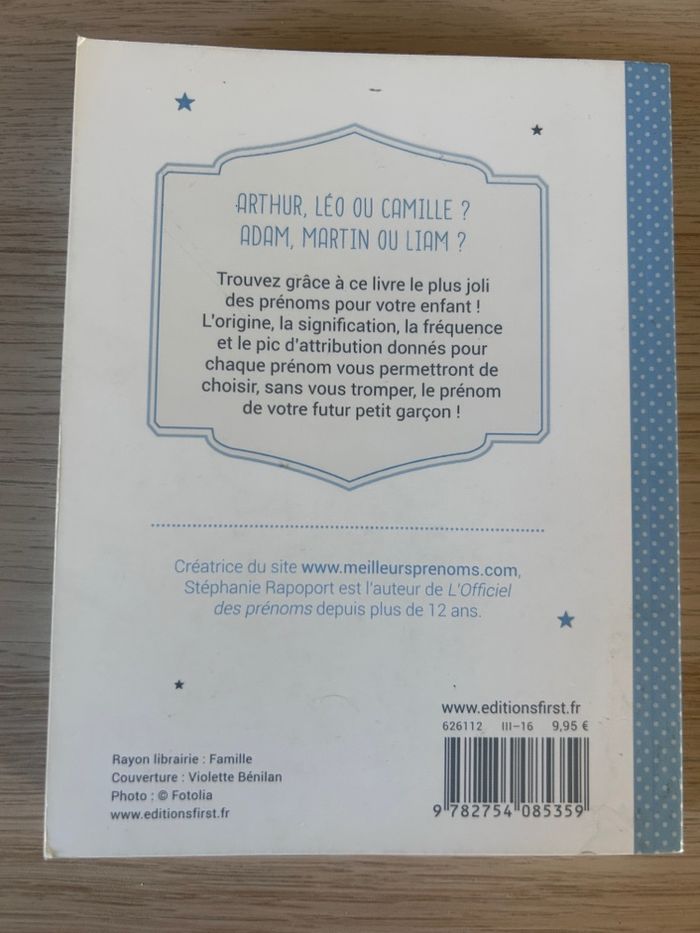 ARTHUR, LÉO OU CAMILLE ?
ADAM, MARTIN OU LIAM ?
Trouvez grâce à ce livre le plus joli
des prénoms pour votre enfant !
L'origine, la signification, la fréquence
et le pic d'attribution donnés pour
chaque prénom vous permettront de
choisir, sans vous tromper, le prénom
de votre futur petit garçon !
Créatrice du site www.meilleursprenoms.com,
Stéphanie Rapoport est l'auteur de L'Officiel
des prénoms depuis plus de 12 ans.
www.editionsfirst.fr
626112 III-16 9,95 €
9 782754 085359
Rayon librairie : Famille
Couverture : Violette Bénilan
Photo : © Fotolia
www.editionsfirst.fr